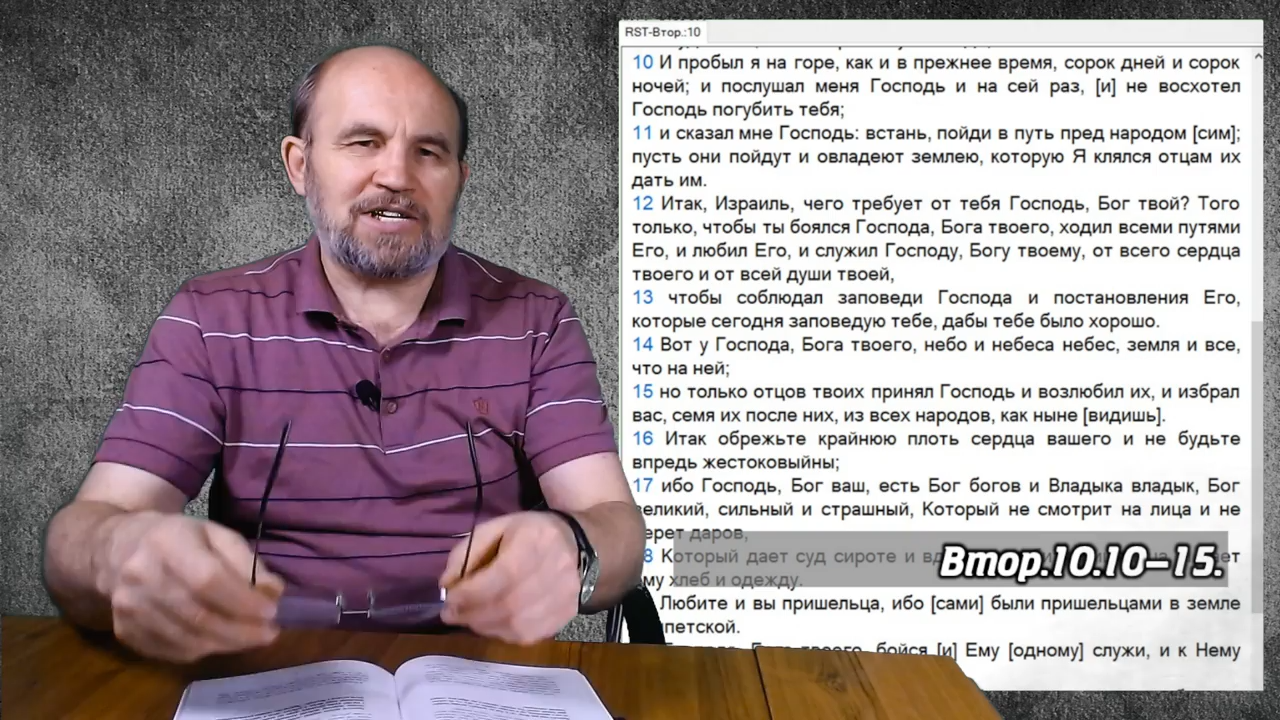 RST-Втор.:10
10 И пробыл я на горе, как и в прежнее время, сорок дней и сорок
ночей; и послушал меня Господь и на сей раз, [и] не восхотел
Господь погубить тебя;
11 и сказал мне Господь: встань, пойди в путь пред народом [сим];
пусть они пойдут и овладеют землею, которую Я клялся отцам их
дать им.
12 Итак, Израиль, чего требует от тебя Господь, Бог твой? Того
только, чтобы ты боялся Господа, Бога твоего, ходил всеми путями
Его, и любил Его, и служил Господу, Богу твоему, от всего сердца
твоего и от всей души твоей,
13 чтобы соблюдал заповеди Господа и постановления Его,
которые сегодня заповедую тебе, дабы тебе было хорошо.
14 Вот у Господа, Бога твоего, небо и небеса небес, земля и все,
что на ней;
15 но только отцов твоих принял Господь и возлюбил их, и избрал
вас, семя их после них, из всех народов, как ныне [видишь].
16 Итак обрежьте крайнюю плоть сердца вашего и не будьте
впредь жестоковыйны;
17 ибо Господь, Бог ваш, есть Бог богов и Владыка владык, Бог
великий, сильный и страшный, Который не смотрит на лица и не
даров,
Который дает суд сироте и
Втор.10.10–15.
хлеб и одежду.
Любите и вы пришельца, ибо [сами] были пришельцами в земле
бойся [и] Ему [одному] служи, и к Нему